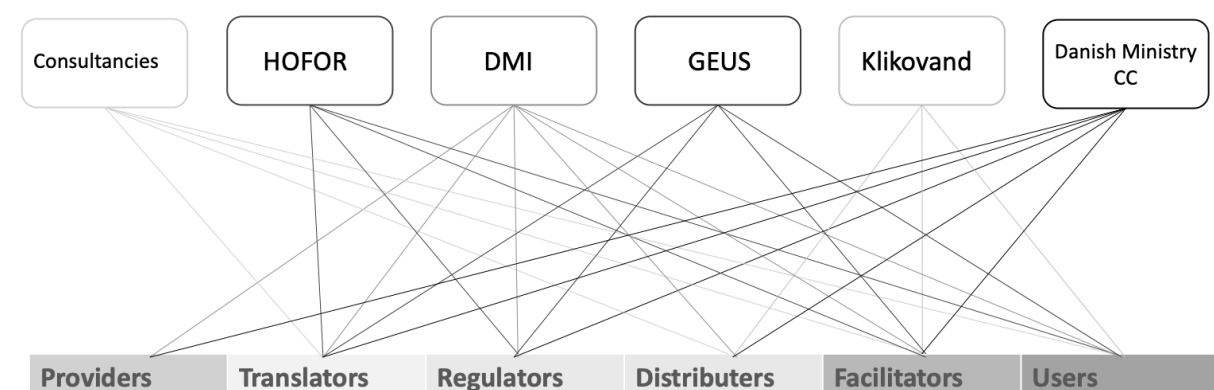 Consultancies
HOFOR
DMI
GEUS
Klikovand
Danish Ministry
CC
Providers
Translators
Regulators
Distributers
Facilitators
Users